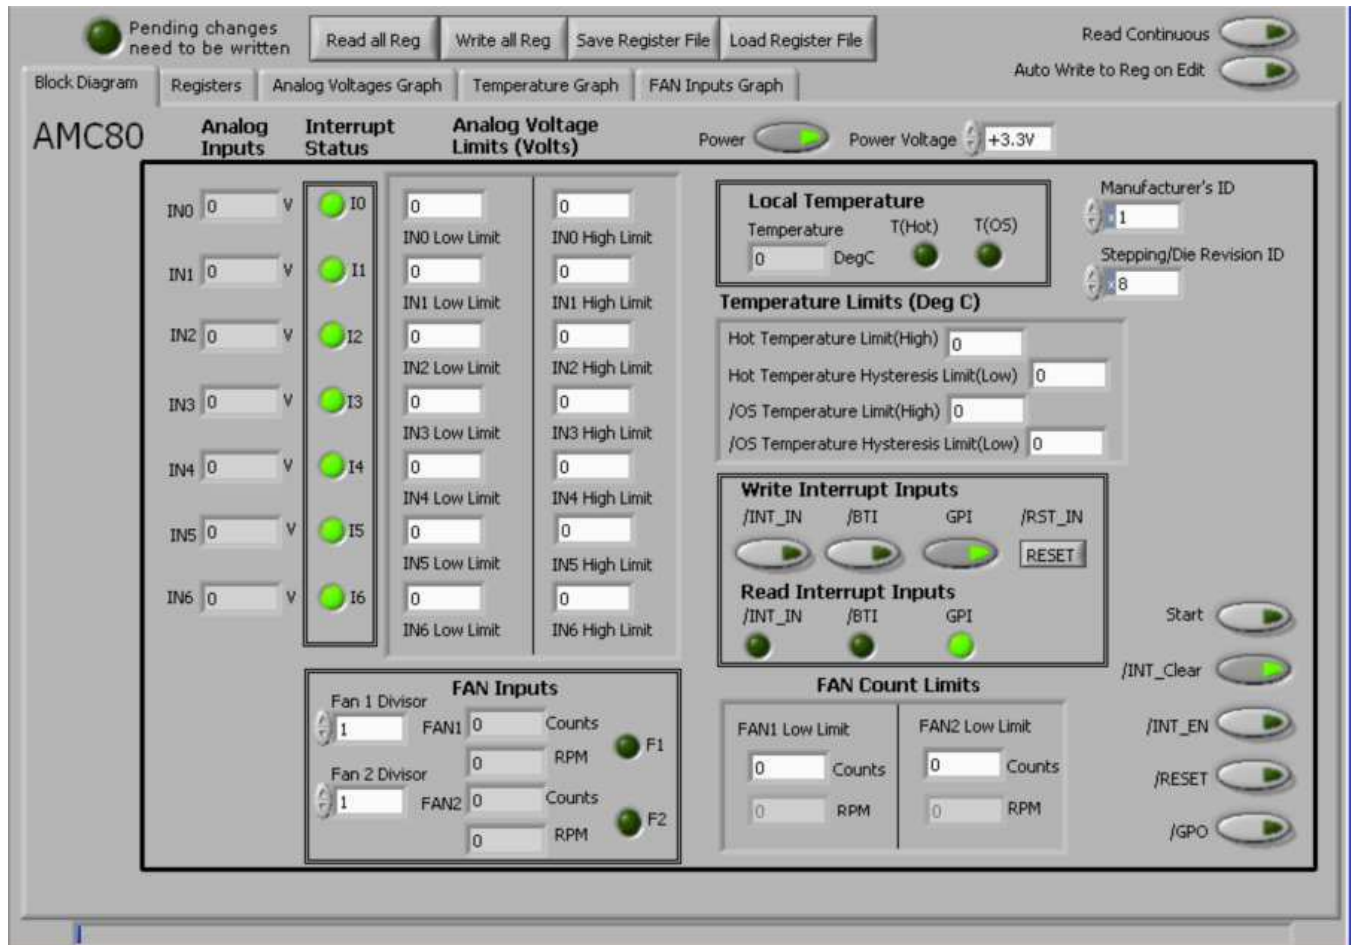 Pending changes
need to be written
Read all Reg Write all Reg Save Register File Load Register File
Read Continuous
Auto Write to Reg on Edit
Block Diagram Registers Analog Voltages Graph Temperature Graph FAN Inputs Graph
AMC80
Analog Interrupt Analog Voltage
Inputs Status Limits (Volts)
Power Power Voltage +3.3V
IN0 0 V I0 0 0
IN0 Low Limit IN0 High Limit
IN1 0 V I1 0 0
IN1 Low Limit IN1 High Limit
IN2 0 V I2 0 0
IN2 Low Limit IN2 High Limit
IN3 0 V I3 0 0
IN3 Low Limit IN3 High Limit
IN4 0 V I4 0 0
IN4 Low Limit IN4 High Limit
IN5 0 V I5 0 0
IN5 Low Limit IN5 High Limit
IN6 0 V I6 0 0
IN6 Low Limit IN6 High Limit
Local Temperature
Temperature T(Hot) T(OS)
0 DegC
Manufacturer's ID
x 1
Stepping/Die Revision ID
x 8
Temperature Limits (Deg C)
Hot Temperature Limit(High) 0
Hot Temperature Hysteresis Limit(Low) 0
/OS Temperature Limit(High) 0
/OS Temperature Hysteresis Limit(Low) 0
Write Interrupt Inputs
/INT_IN /BTI GPI /RST_IN
RESET
Read Interrupt Inputs
/INT_IN /BTI GPI
Start
/INT_Clear
/INT_EN
/RESET
/GPO
FAN Inputs
Fan 1 Divisor
1 FAN1 0 Counts
0 RPM F1
Fan 2 Divisor
1 FAN2 0 Counts
0 RPM F2
FAN Count Limits
FAN1 Low Limit FAN2 Low Limit
0 Counts 0 Counts
0 RPM 0 RPM